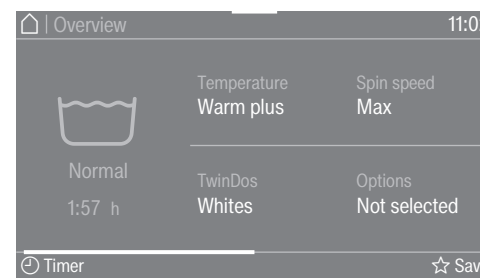 Overview
11:0
Temperature
Warm plus
Spin speed
Max
Normal
1:57 h
TwinDos
Whites
Options
Not selected
Timer
Sav